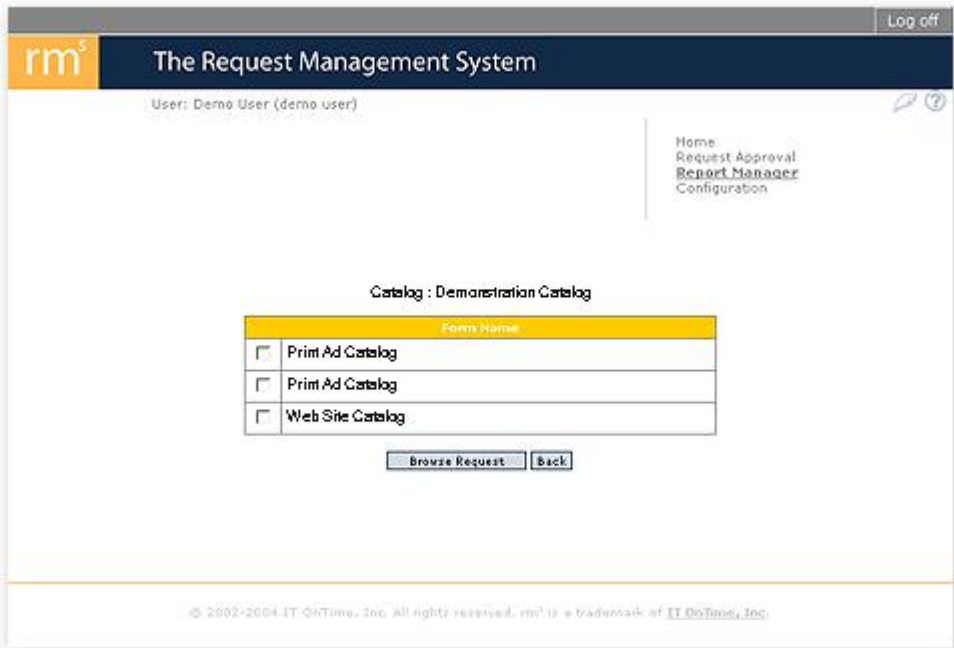 Log off
rmˢ
The Request Management System
User: Demo User (demo user)
Home
Request Approval
Report Manager
Configuration
Catalog : Demonstration Catalog
Form Name
Print Ad Catalog
Print Ad Catalog
Web Site Catalog
Browse Request Back
© 2002-2004 IT OnTime, Inc. All rights reserved. rmˢ is a trademark of IT OnTime, Inc.